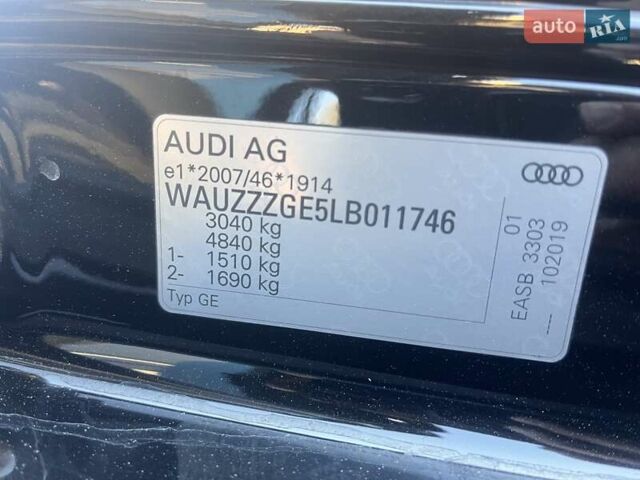 auto RIA
.com
AUDI AG
e1*2007/46*1914
WAUZZZGE5LB011746
3040 kg
4840 kg
1- 1510 kg
2- 1690 kg
Typ GE
01
EASB 3303
--- 102019